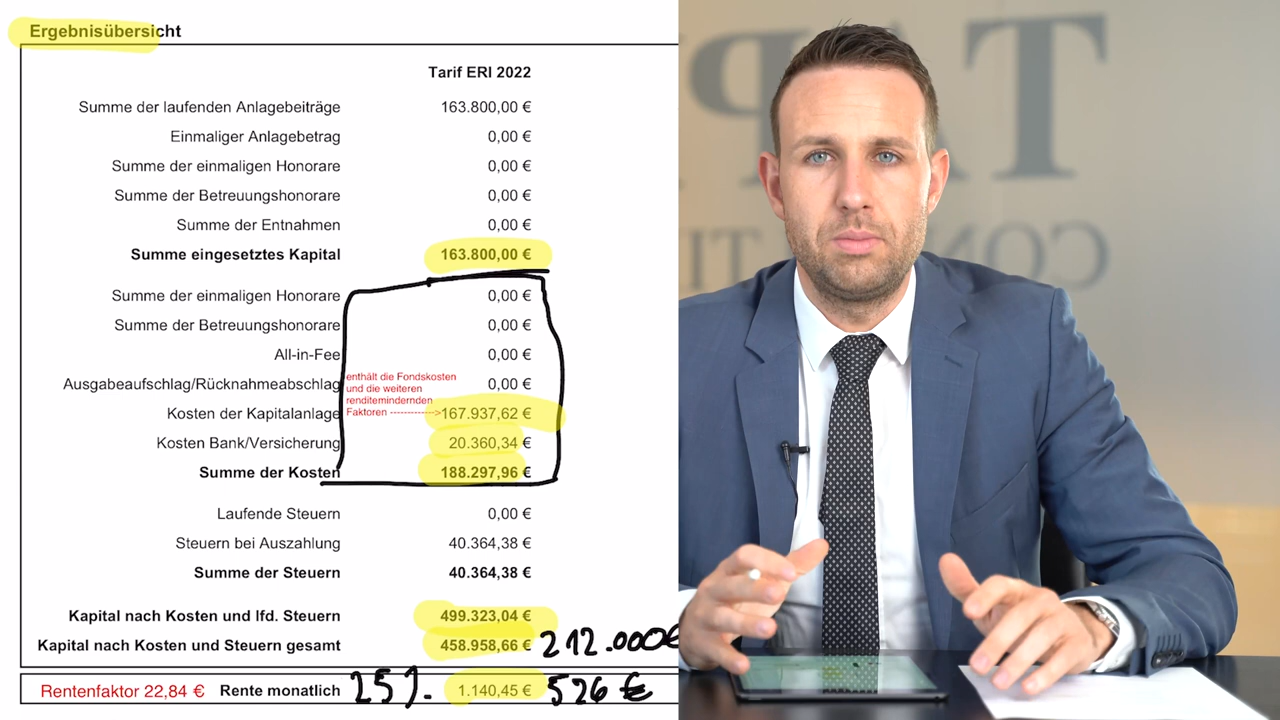 Ergebnisübersicht
Tarif ERI 2022
Summe der laufenden Anlagebeiträge 163.800,00 €
Einmaliger Anlagebetrag 0,00 €
Summe der einmaligen Honorare 0,00 €
Summe der Betreuungshonorare 0,00 €
Summe der Entnahmen 0,00 €
Summe eingesetztes Kapital 163.800,00 €
Summe der einmaligen Honorare 0,00 €
Summe der Betreuungshonorare 0,00 €
All-in-Fee 0,00 €
Ausgabeaufschlag/Rücknahmeabschlag 0,00 €
enthält die Fondskosten
und die weiteren
renditemindernden
Faktoren ------------->
Kosten der Kapitalanlage 167.937,62 €
Kosten Bank/Versicherung 20.360,34 €
Summe der Kosten 188.297,96 €
Laufende Steuern 0,00 €
Steuern bei Auszahlung 40.364,38 €
Summe der Steuern 40.364,38 €
Kapital nach Kosten und lfd. Steuern 499.323,04 €
Kapital nach Kosten und Steuern gesamt 458.958,66 € 212.000€
Rentenfaktor 22,84 € Rente monatlich 25%. 1.140,45 € 526 €
TAP
CON TI